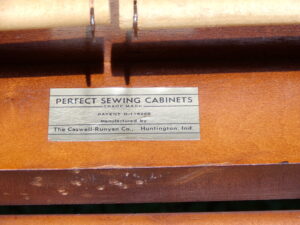 PERFECT SEWING CABINETS
TRADE MARK
PATENT
Manufactured by
The Caswell-Runyan Co., Huntington, Ind.